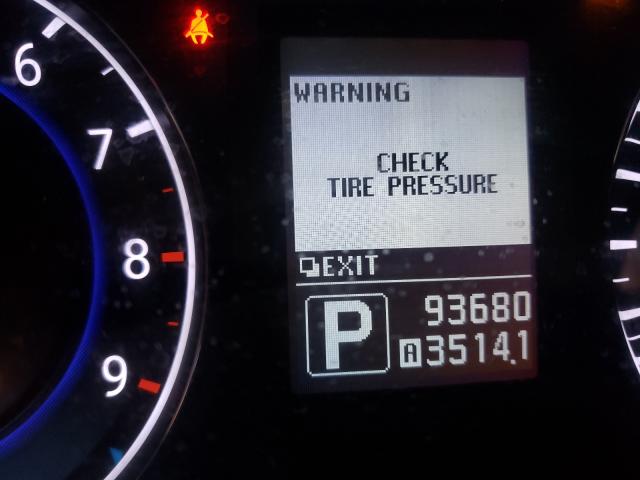 6
7
8
9
WARNING
CHECK
TIRE PRESSURE
EXIT
P
93680
A 3514.1